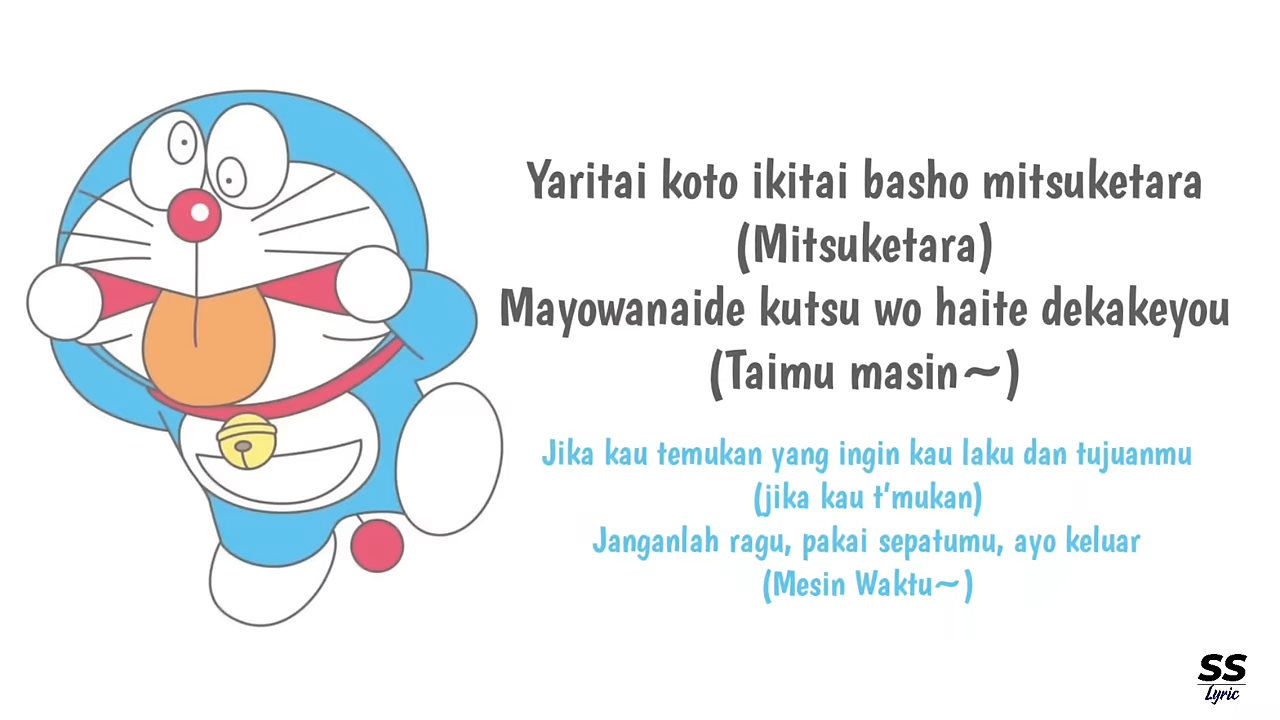 Yaritai koto ikitai basho mitsuketara
(Mitsuketara)
Mayowanaide kutsu wo haite dekakeyou
(Taimu masin~)
Jika kau temukan yang ingin kau laku dan tujuanmu
(jika kau t'mukan)
Janganlah ragu, pakai sepatumu, ayo keluar
(Mesin Waktu~)
SS
Lyric